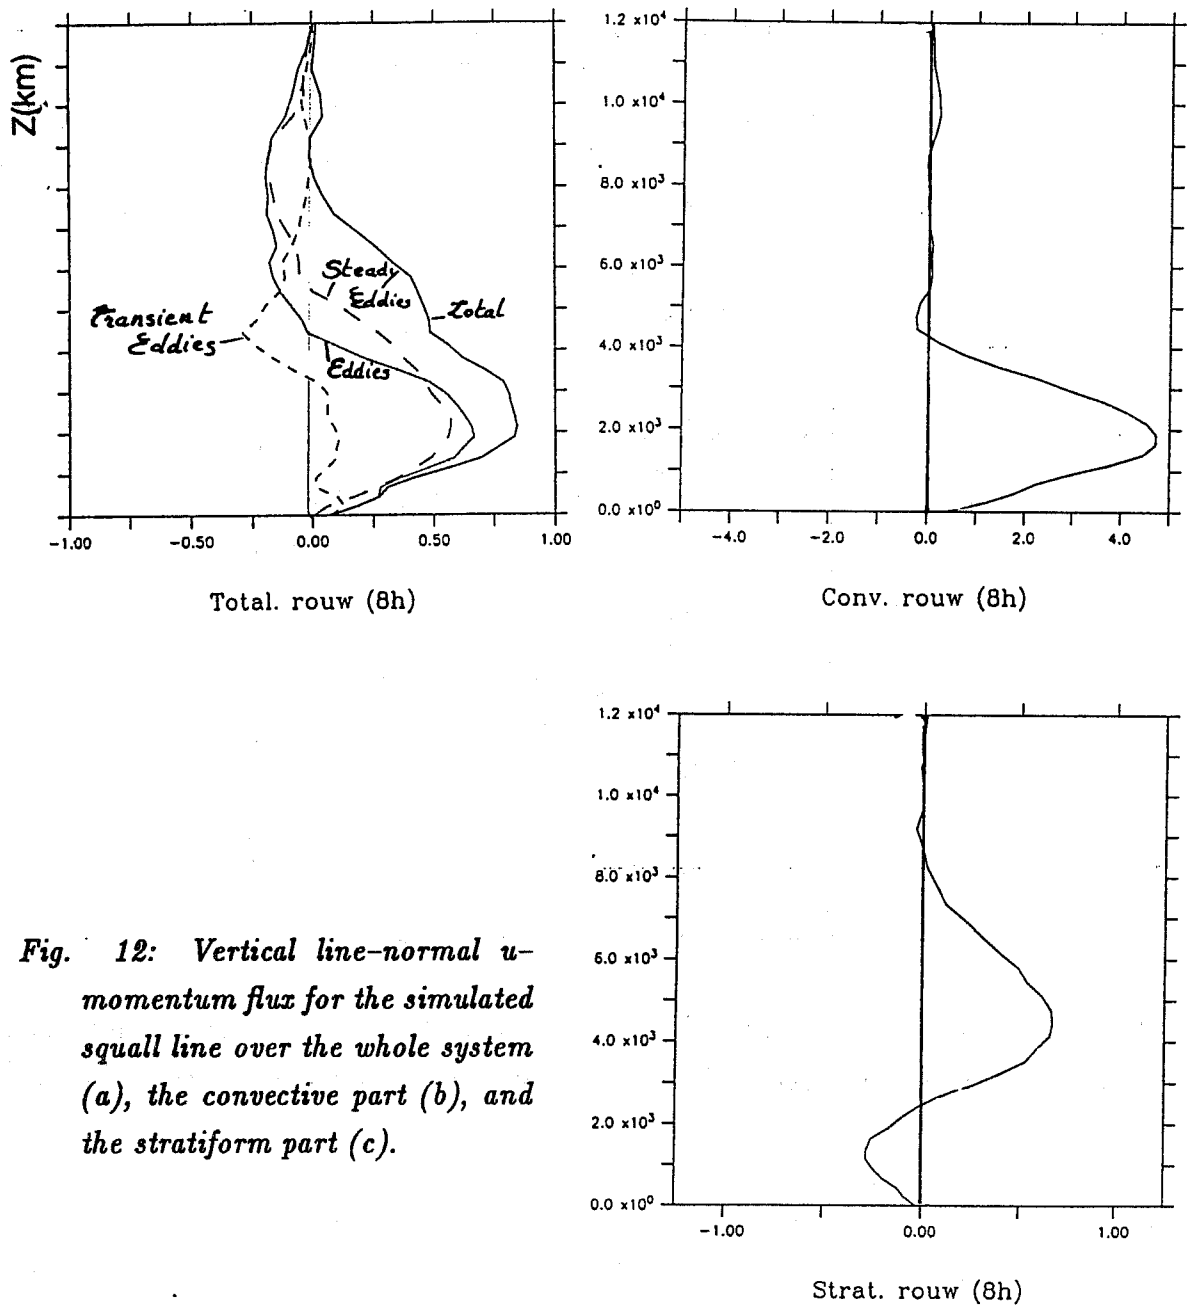 Z(km)
Transient
Eddies
Steady
Eddies
Total
Eddies
-1.00 -0.50 0.00 0.50 1.00
Total. rouw (8h)
1.2 x10⁴
1.0 x10⁴
8.0 x10³
6.0 x10³
4.0 x10³
2.0 x10³
0.0 x10⁰
-4.0 -2.0 0.0 2.0 4.0
Conv. rouw (8h)
1.2 x10⁴
1.0 x10⁴
8.0 x10³
6.0 x10³
4.0 x10³
2.0 x10³
0.0 x10⁰
-1.00 0.00 1.00
Strat. rouw (8h)
Fig. 12: Vertical line-normal u-
momentum flux for the simulated
squall line over the whole system
(a), the convective part (b), and
the stratiform part (c).